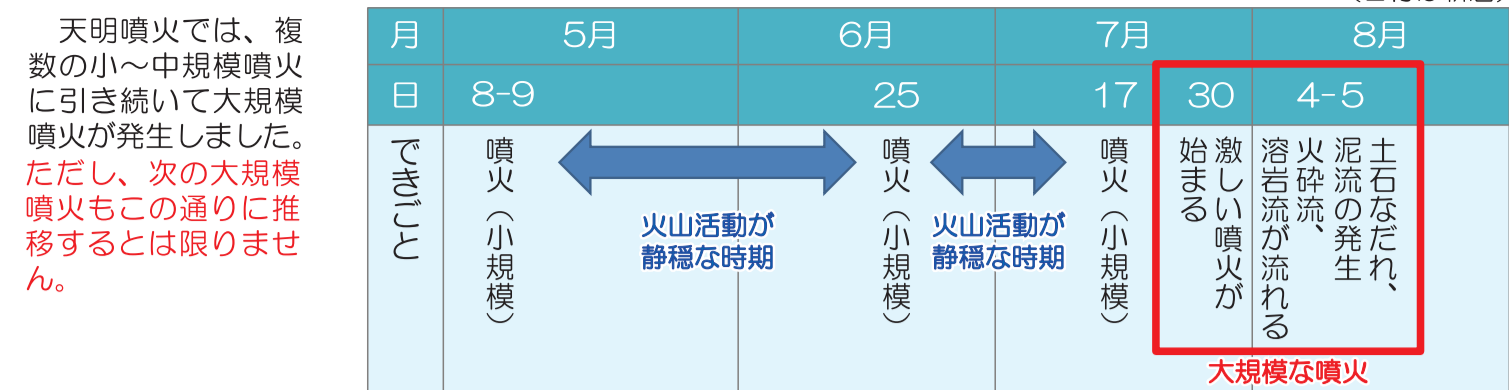 天明噴火では、複
数の小～中規模噴火
に引き続いて大規模
噴火が発生しました。
ただし、次の大規模
噴火もこの通りに推
移するとは限りませ
ん。
月 5月 6月 7月 8月
日 8-9 25 17 30 4-5
できごと
噴火（小規模）
火山活動が
静穏な時期
噴火（小規模）
火山活動が
静穏な時期
噴火（小規模）
激しい噴火が
始まる
土石なだれ、
泥流の発生
火砕流、
溶岩流が流れる
大規模な噴火